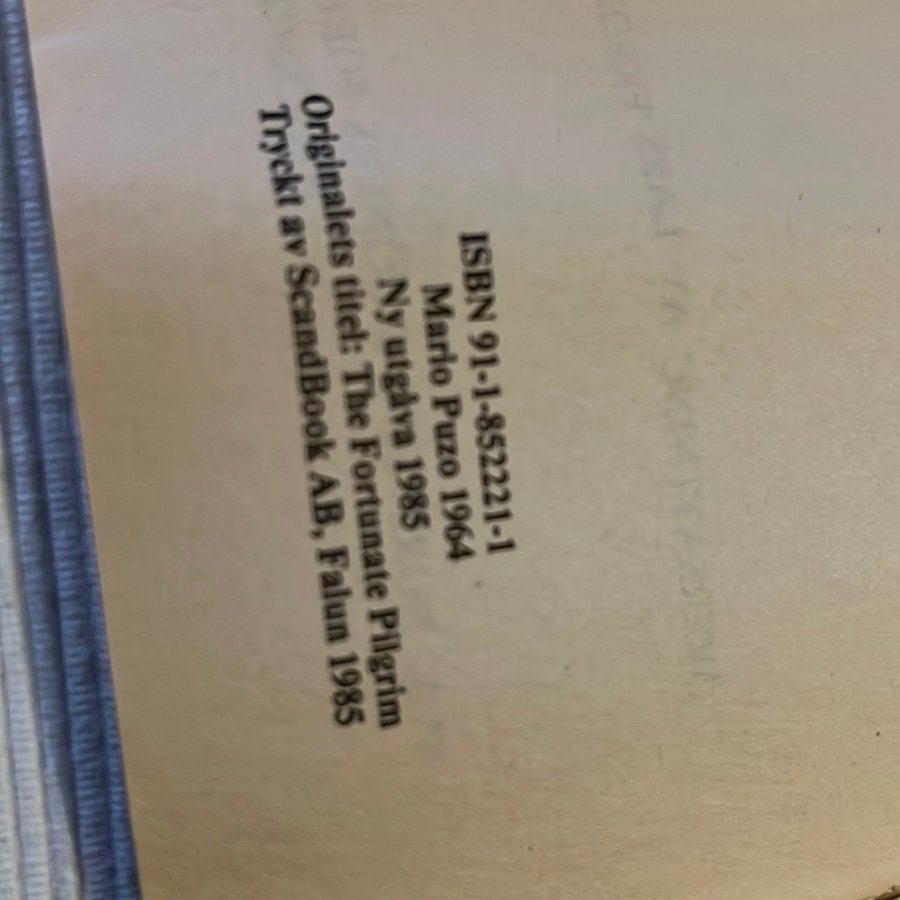 ISBN 91-1-852221-1
Mario Puzo 1964
Ny utgåva 1985
Originalets titel: The Fortunate Pilgrim
Tryckt av ScandBook AB, Falun 1985